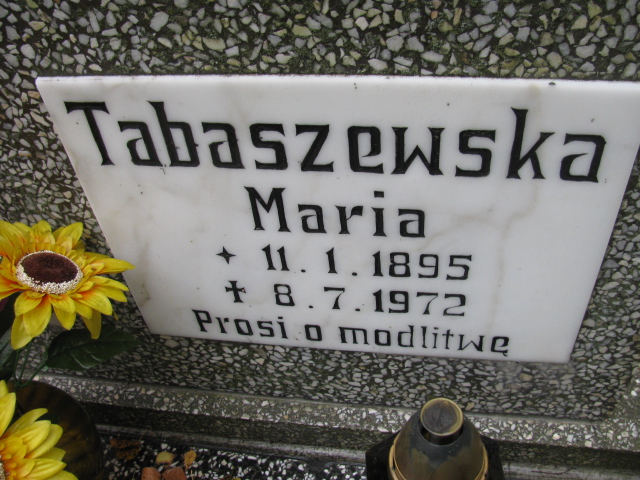 Tabaszewska
Maria
✦ 11.1.1895
✝ 8.7.1972
Prosi o modlitwę